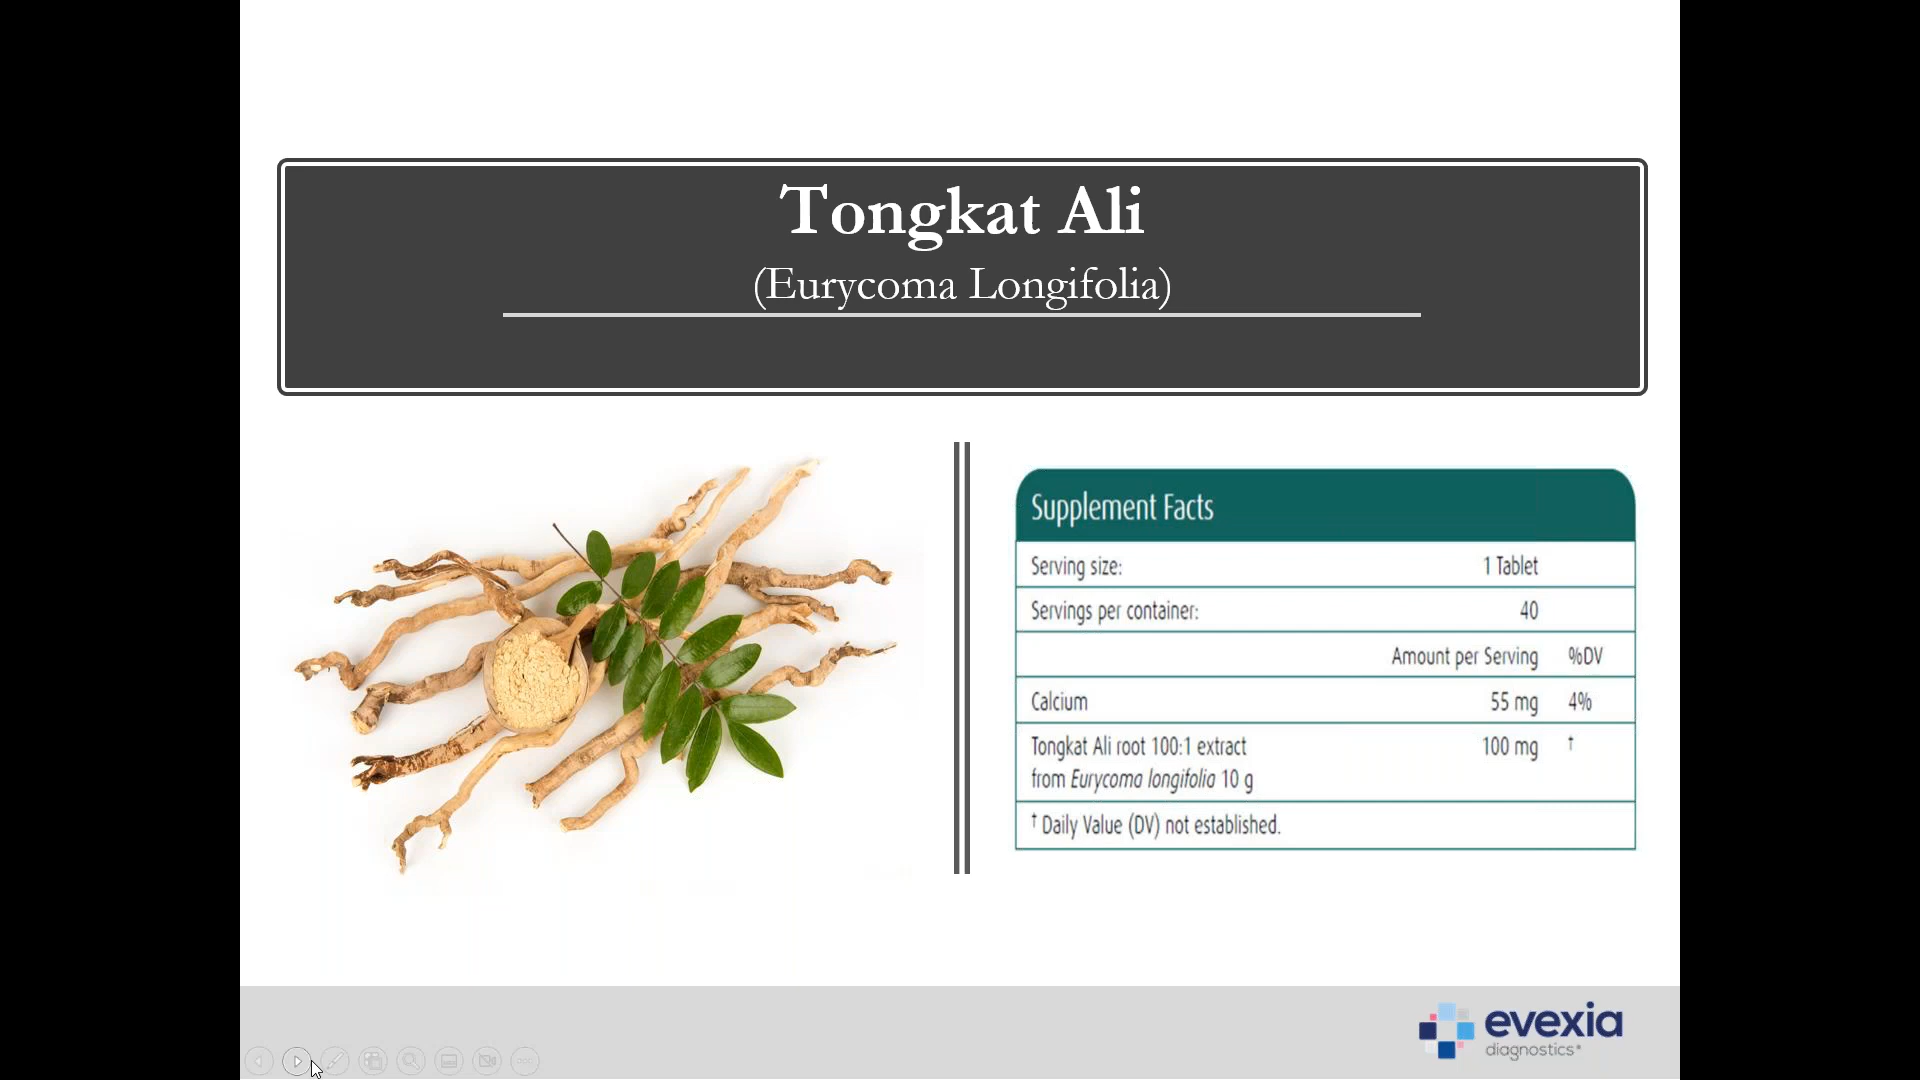 Tongkat Ali
(Eurycoma Longifolia)
Supplement Facts
Serving size: 1 Tablet
Servings per container: 40
Amount per Serving %DV
Calcium 55 mg 4%
Tongkat Ali root 100:1 extract 100 mg †
from Eurycoma longifolia 10 g
† Daily Value (DV) not established.
evexia
diagnostics®